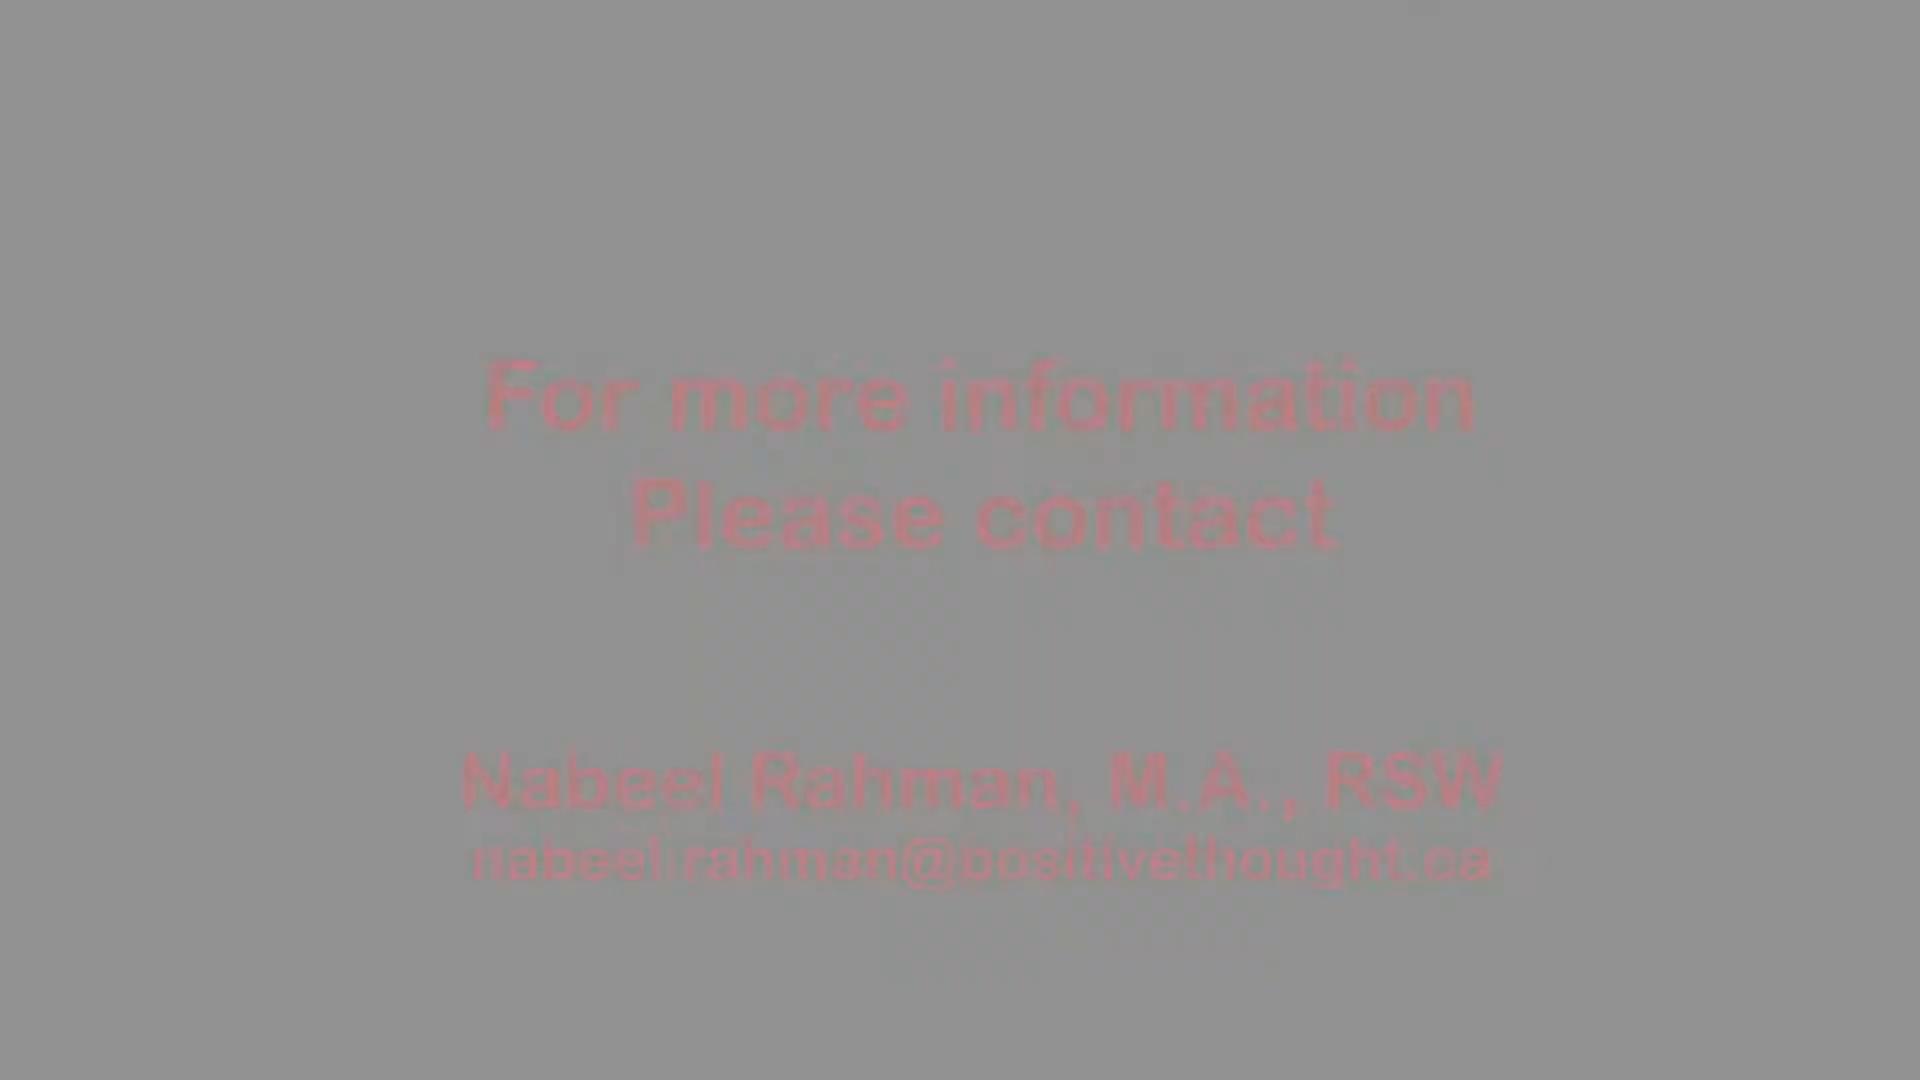 For more information
Please contact
Nabeel Rahman, M.A., RSW
nabeel.rahman@positivethought.ca